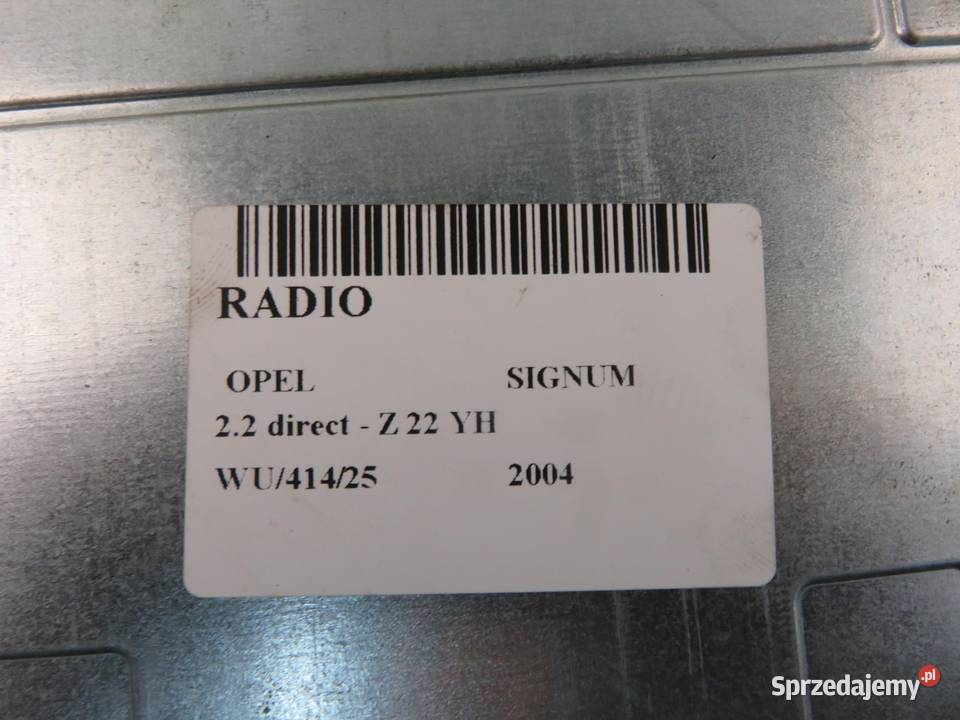 RADIO
OPEL SIGNUM
2.2 direct - Z 22 YH
WU/414/25 2004
Sprzedajemy.pl